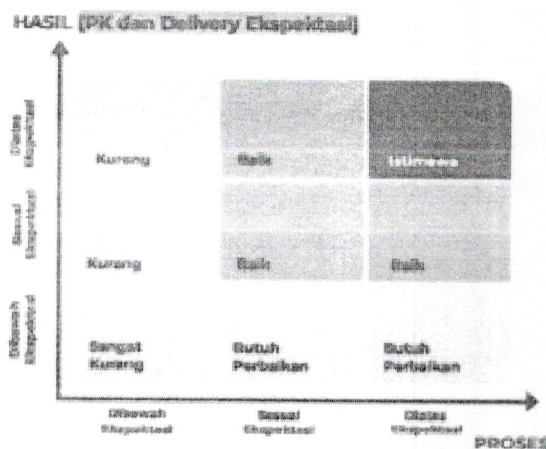 HASIL (PK dan Delivery Ekspektasi)
Diatas
Ekspektasi
Kurang
Baik
Istimewa
Sesuai
Ekspektasi
Kurang
Baik
Baik
Dibawah
Ekspektasi
Sangat
Kurang
Butuh
Perbaikan
Butuh
Perbaikan
Dibawah
Ekspektasi
Sesuai
Ekspektasi
Diatas
Ekspektasi
PROSES